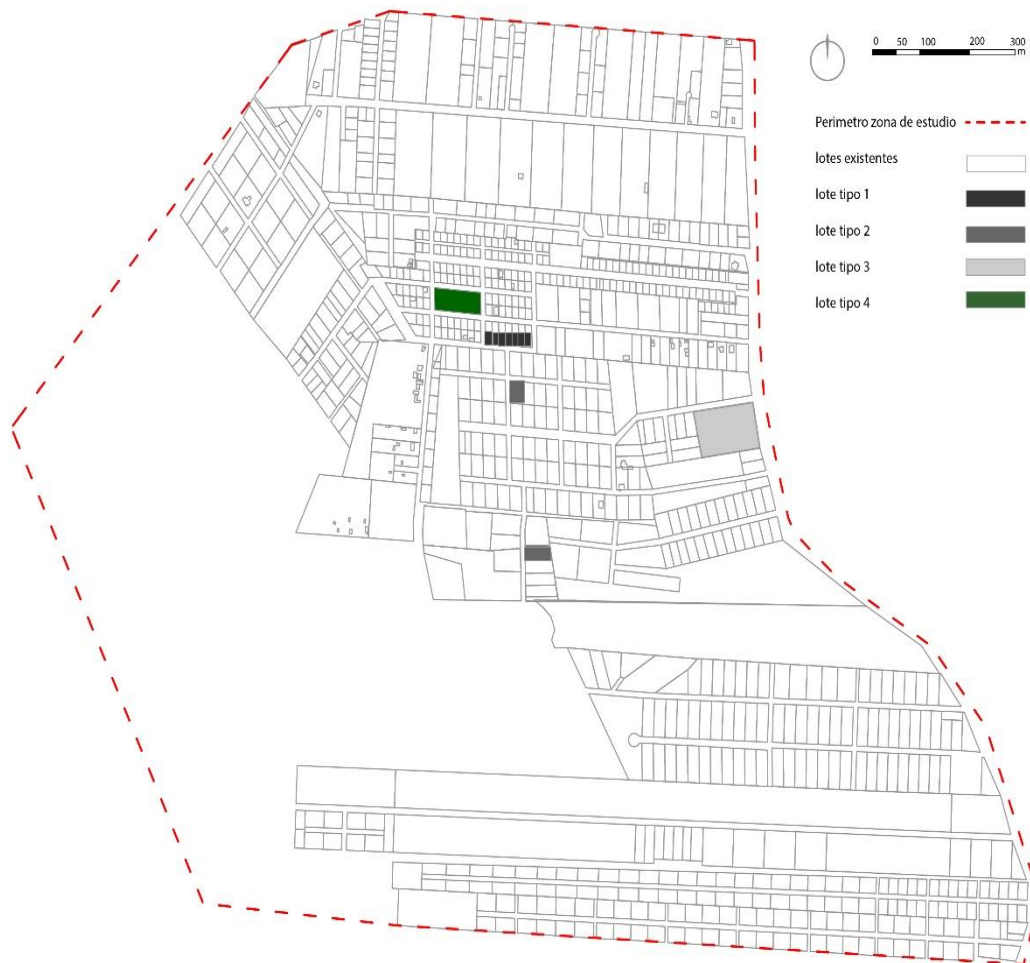 0 50 100 200 300
m
Perimetro zona de estudio
lotes existentes
lote tipo 1
lote tipo 2
lote tipo 3
lote tipo 4